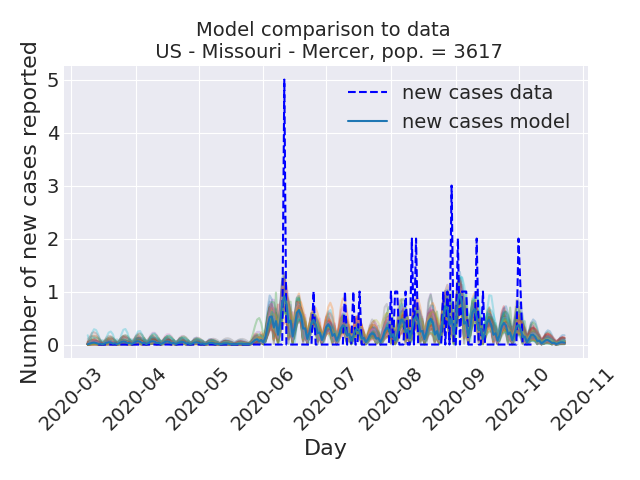 Model comparison to data
US - Missouri - Mercer, pop. = 3617
Number of new cases reported
5
4
3
2
1
0
new cases data
new cases model
2020-03
2020-04
2020-05
2020-06
2020-07
2020-08
2020-09
2020-10
2020-11
Day